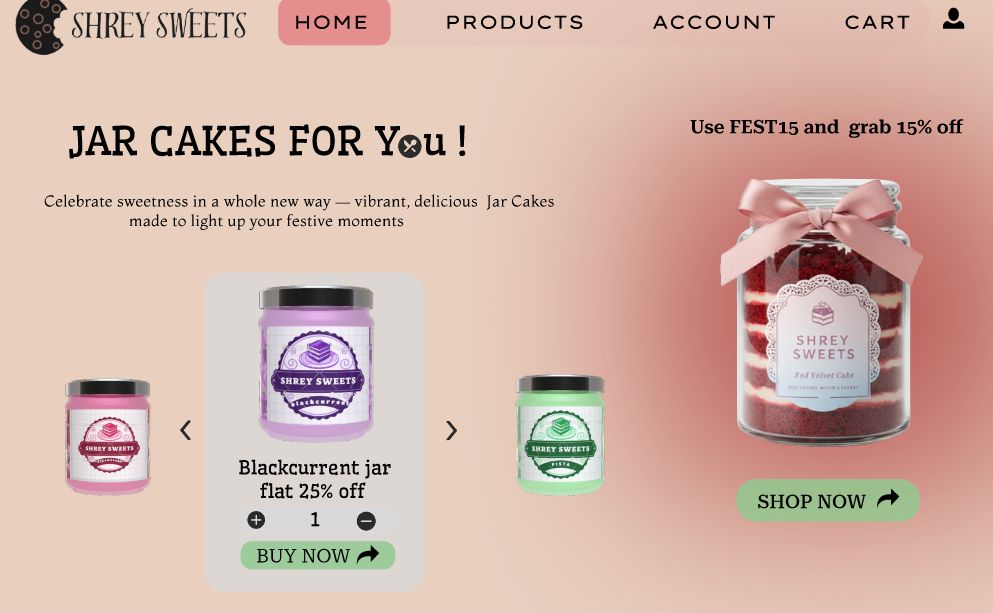 SHREY SWEETS
HOME
PRODUCTS
ACCOUNT
CART
JAR CAKES FOR You !
Use FEST15 and grab 15% off
Celebrate sweetness in a whole new way — vibrant, delicious Jar Cakes
made to light up your festive moments
SHREY SWEETS
SHREY SWEETS
Blackcurrent
SHREY SWEETS
PISTA
SHREY
SWEETS
Red Velvet Cake
Blackcurrent jar
flat 25% off
1
BUY NOW
SHOP NOW